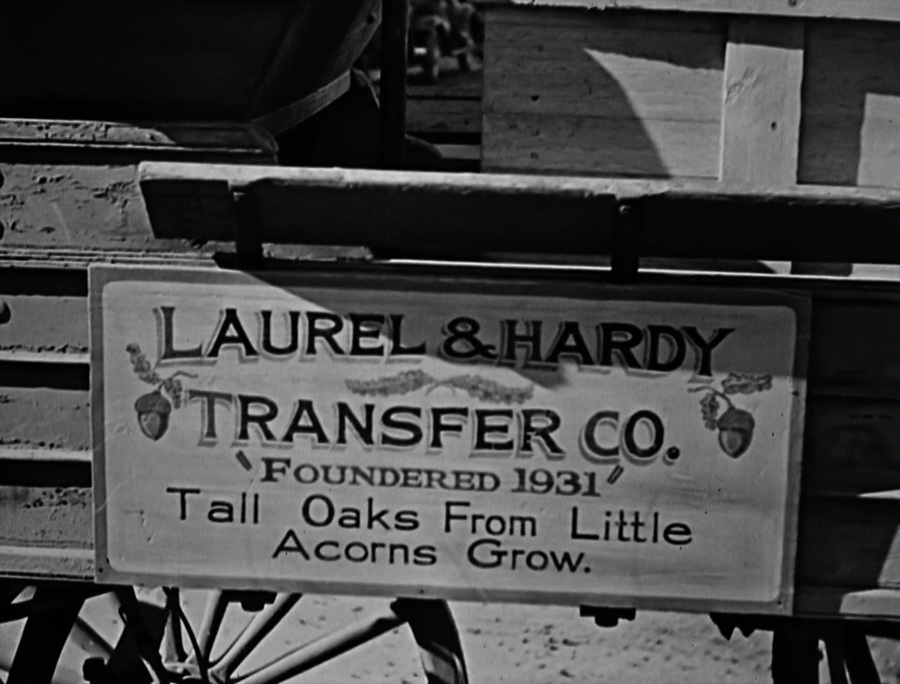 LAUREL & HARDY
TRANSFER CO.
"FOUNDERED 1931"
Tall Oaks From Little
Acorns Grow.